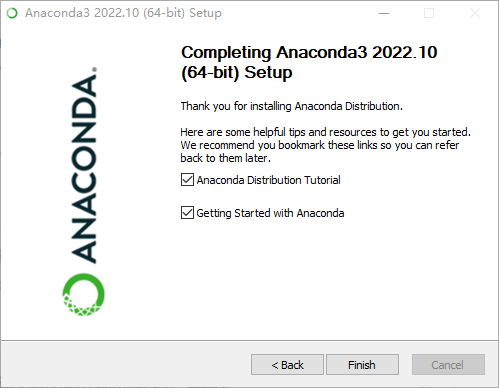 Anaconda3 2022.10 (64-bit) Setup
Completing Anaconda3 2022.10
(64-bit) Setup
Thank you for installing Anaconda Distribution.
Here are some helpful tips and resources to get you started.
We recommend you bookmark these links so you can refer
back to them later.
Anaconda Distribution Tutorial
Getting Started with Anaconda
ANACONDA.
< Back
Finish
Cancel